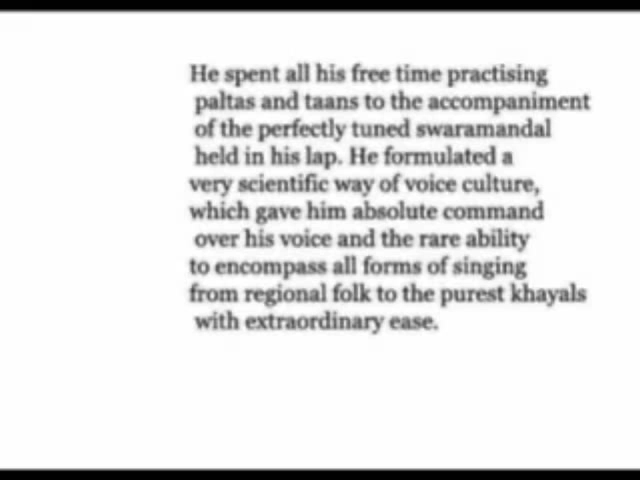 He spent all his free time practising
paltas and taans to the accompaniment
of the perfectly tuned swaramandal
held in his lap. He formulated a
very scientific way of voice culture,
which gave him absolute command
over his voice and the rare ability
to encompass all forms of singing
from regional folk to the purest khayals
with extraordinary ease.